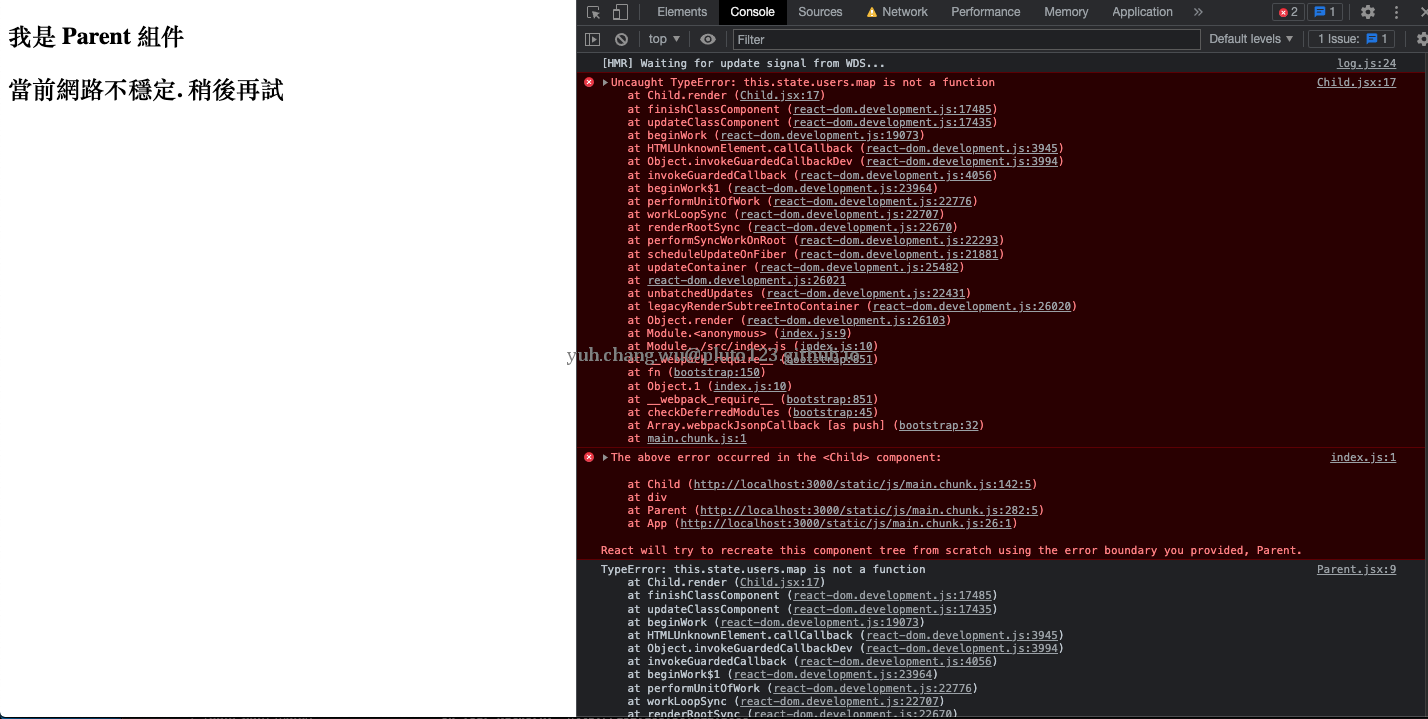 我是 Parent 組件
當前網路不穩定. 稍後再試
Elements Console Sources Network Performance Memory Application » 2 1
top Filter Default levels 1 Issue: 1
[HMR] Waiting for update signal from WDS... log.js:24
Uncaught TypeError: this.state.users.map is not a function Child.jsx:17
at Child.render (Child.jsx:17)
at finishClassComponent (react-dom.development.js:17485)
at updateClassComponent (react-dom.development.js:17435)
at beginWork (react-dom.development.js:19073)
at HTMLUnknownElement.callCallback (react-dom.development.js:3945)
at Object.invokeGuardedCallbackDev (react-dom.development.js:3994)
at invokeGuardedCallback (react-dom.development.js:4056)
at beginWork$1 (react-dom.development.js:23964)
at performUnitOfWork (react-dom.development.js:22776)
at workLoopSync (react-dom.development.js:22707)
at renderRootSync (react-dom.development.js:22670)
at performSyncWorkOnRoot (react-dom.development.js:22293)
at scheduleUpdateOnFiber (react-dom.development.js:21881)
at updateContainer (react-dom.development.js:25482)
at react-dom.development.js:26021
at unbatchedUpdates (react-dom.development.js:22431)
at legacyRenderSubtreeIntoContainer (react-dom.development.js:26020)
at Object.render (react-dom.development.js:26103)
at Module.<anonymous> (index.js:9)
at Module../src/index.js (index.js:10)
yuh.chang.wu@pluto123.github.io
at __webpack_require__ (bootstrap:851)
at fn (bootstrap:150)
at Object.1 (index.js:10)
at __webpack_require__ (bootstrap:851)
at checkDeferredModules (bootstrap:45)
at Array.webpackJsonpCallback [as push] (bootstrap:32)
at main.chunk.js:1
The above error occurred in the <Child> component: index.js:1
at Child (http://localhost:3000/static/js/main.chunk.js:142:5)
at div
at Parent (http://localhost:3000/static/js/main.chunk.js:282:5)
at App (http://localhost:3000/static/js/main.chunk.js:26:1)
React will try to recreate this component tree from scratch using the error boundary you provided, Parent.
TypeError: this.state.users.map is not a function Parent.jsx:9
at Child.render (Child.jsx:17)
at finishClassComponent (react-dom.development.js:17485)
at updateClassComponent (react-dom.development.js:17435)
at beginWork (react-dom.development.js:19073)
at HTMLUnknownElement.callCallback (react-dom.development.js:3945)
at Object.invokeGuardedCallbackDev (react-dom.development.js:3994)
at invokeGuardedCallback (react-dom.development.js:4056)
at beginWork$1 (react-dom.development.js:23964)
at performUnitOfWork (react-dom.development.js:22776)
at workLoopSync (react-dom.development.js:22707)
at renderRootSync (react-dom.development.js:22670)